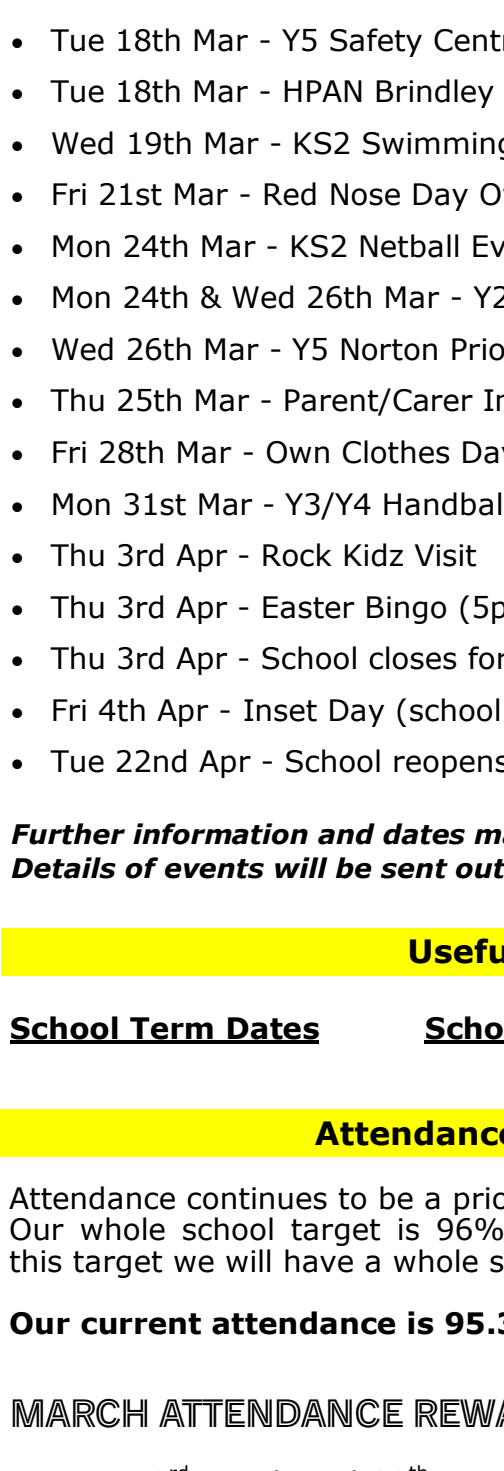 • Tue 18th Mar - Y5 Safety Cent
• Tue 18th Mar - HPAN Brindley
• Wed 19th Mar - KS2 Swimming
• Fri 21st Mar - Red Nose Day O
• Mon 24th Mar - KS2 Netball Ev
• Mon 24th & Wed 26th Mar - Y2
• Wed 26th Mar - Y5 Norton Prio
• Thu 25th Mar - Parent/Carer In
• Fri 28th Mar - Own Clothes Day
• Mon 31st Mar - Y3/Y4 Handbal
• Thu 3rd Apr - Rock Kidz Visit
• Thu 3rd Apr - Easter Bingo (5p
• Thu 3rd Apr - School closes for
• Fri 4th Apr - Inset Day (school
• Tue 22nd Apr - School reopens
Further information and dates ma
Details of events will be sent out
Usefu
School Term Dates Scho
Attendance
Attendance continues to be a prio
Our whole school target is 96%
this target we will have a whole s
Our current attendance is 95.3
MARCH ATTENDANCE REWA